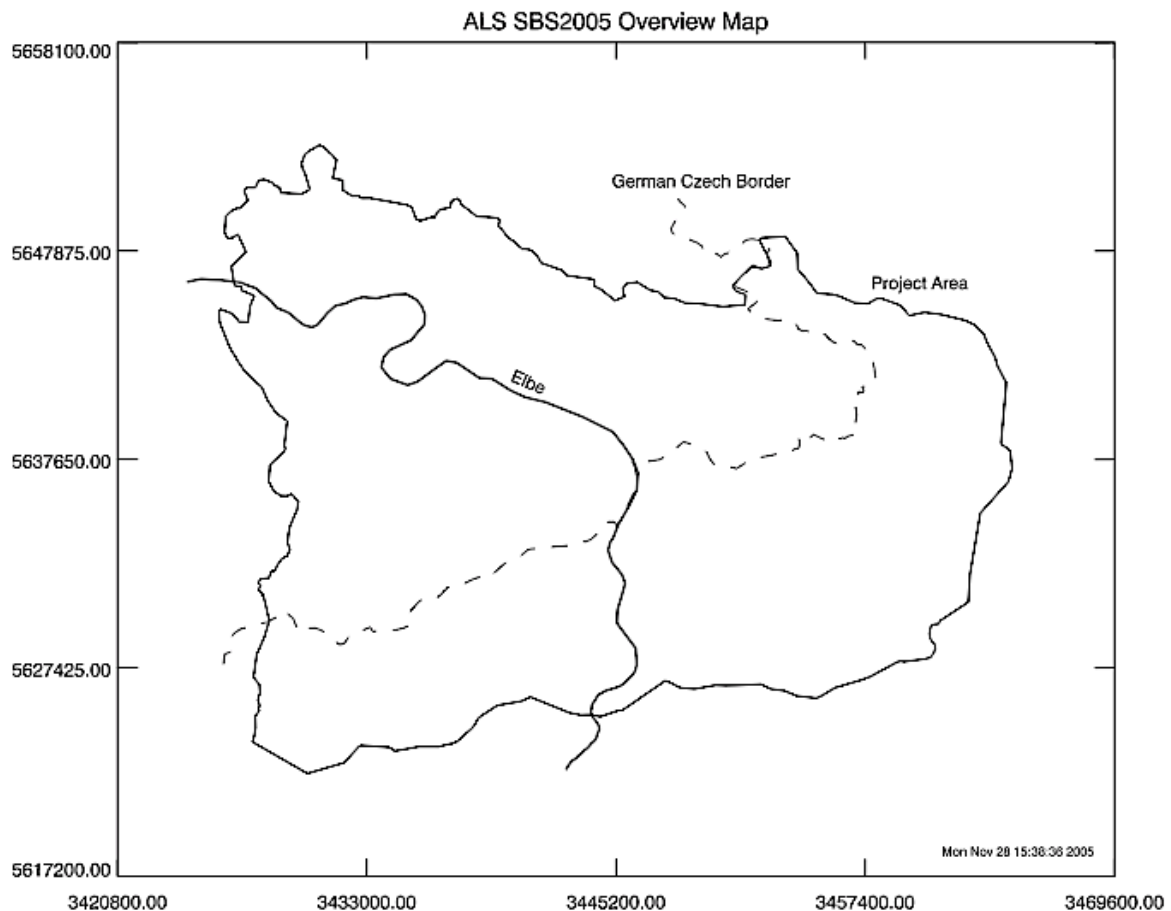 ALS SBS2005 Overview Map
5658100.00
German Czech Border
5647875.00
Project Area
Elbe
5637650.00
5627425.00
Mon Nov 28 15:38:36 2005
5617200.00
3420800.00 3433000.00 3445200.00 3457400.00 3469600.00